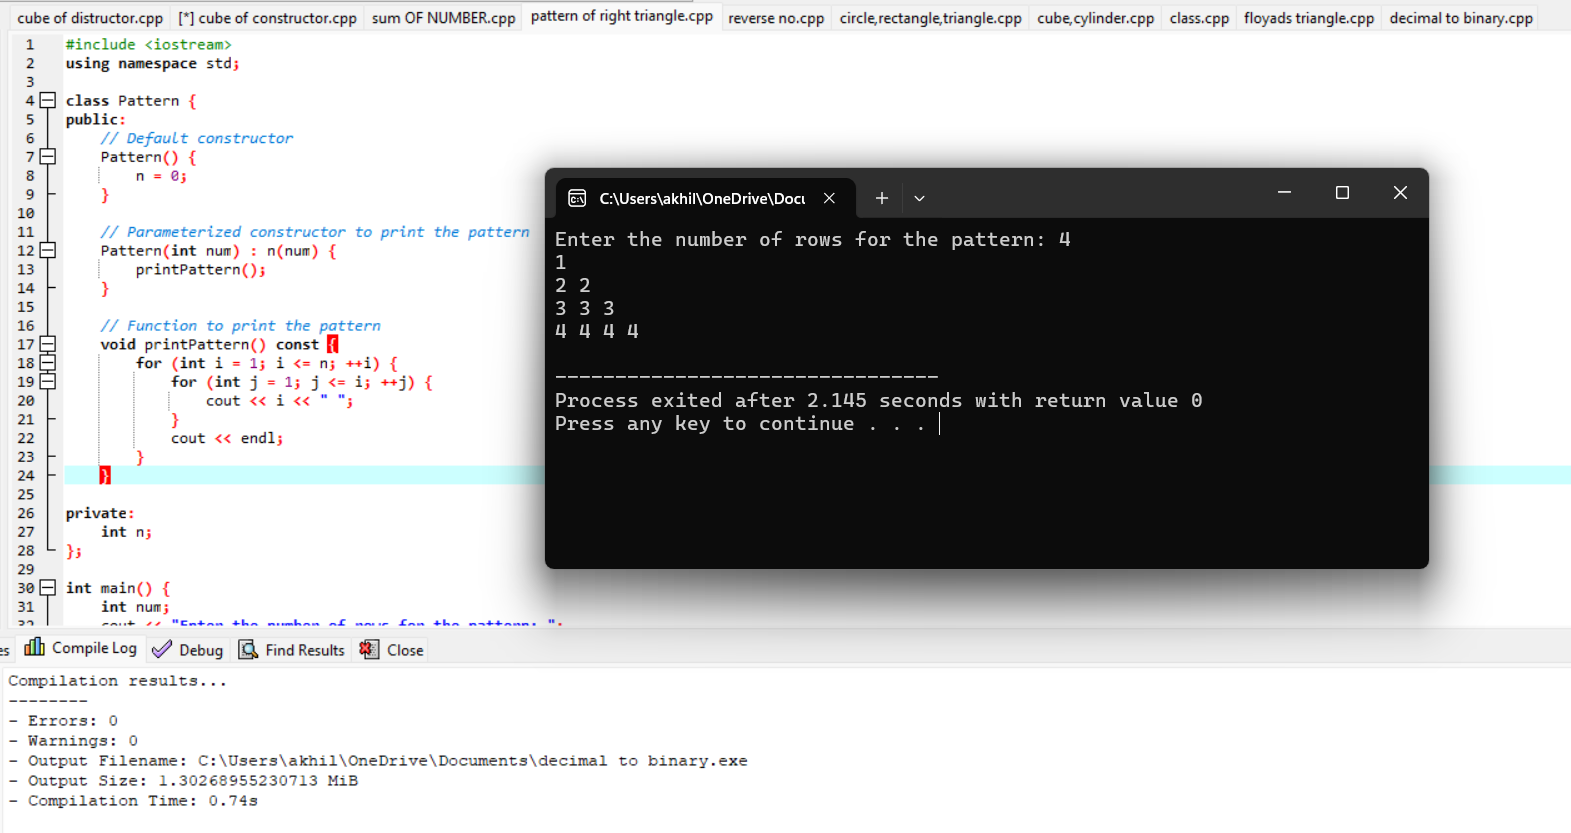 cube of distructor.cpp [*] cube of constructor.cpp sum OF NUMBER.cpp pattern of right triangle.cpp reverse no.cpp circle,rectangle,triangle.cpp cube,cylinder.cpp class.cpp floyads triangle.cpp decimal to binary.cpp
1 #include <iostream>
2 using namespace std;
3
4 class Pattern {
5 public:
6 // Default constructor
7 Pattern() {
8 n = 0;
9 }
10
11 // Parameterized constructor to print the pattern
12 Pattern(int num) : n(num) {
13 printPattern();
14 }
15
16 // Function to print the pattern
17 void printPattern() const {
18 for (int i = 1; i <= n; ++i) {
19 for (int j = 1; j <= i; ++j) {
20 cout << i << " ";
21 }
22 cout << endl;
23 }
24 }
25
26 private:
27 int n;
28 };
29
30 int main() {
31 int num;
32 cout << "Enter the number of rows for the pattern: ";
C:\Users\akhil\OneDrive\Docu
Enter the number of rows for the pattern: 4
1
2 2
3 3 3
4 4 4 4
--------------------------------
Process exited after 2.145 seconds with return value 0
Press any key to continue . . .
es Compile Log Debug Find Results Close
Compilation results...
--------
- Errors: 0
- Warnings: 0
- Output Filename: C:\Users\akhil\OneDrive\Documents\decimal to binary.exe
- Output Size: 1.30268955230713 MiB
- Compilation Time: 0.74s